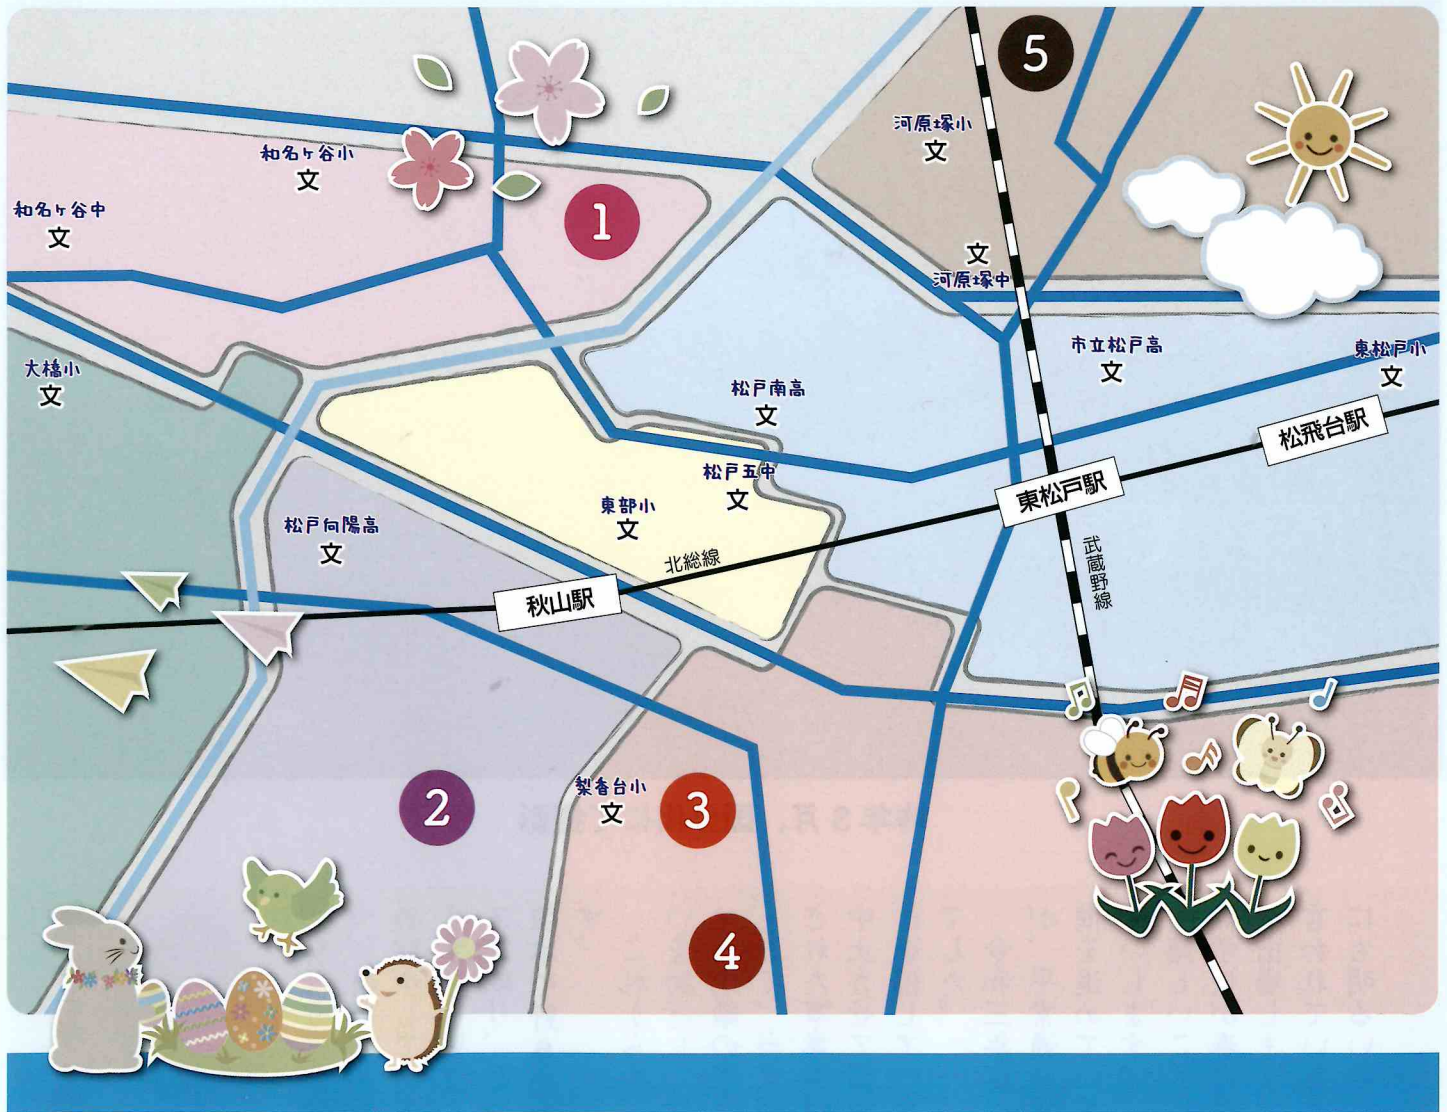 5
河原塚小
文
和名ヶ谷小
文
和名ヶ谷中
文
1
文
河原塚中
市立松戸高
文
東松戸小
文
大橋小
文
松戸南高
文
松飛台駅
松戸五中
文
東松戸駅
東部小
文
松戸向陽高
文
北総線
武蔵野線
秋山駅
2
梨香台小
文
3
4